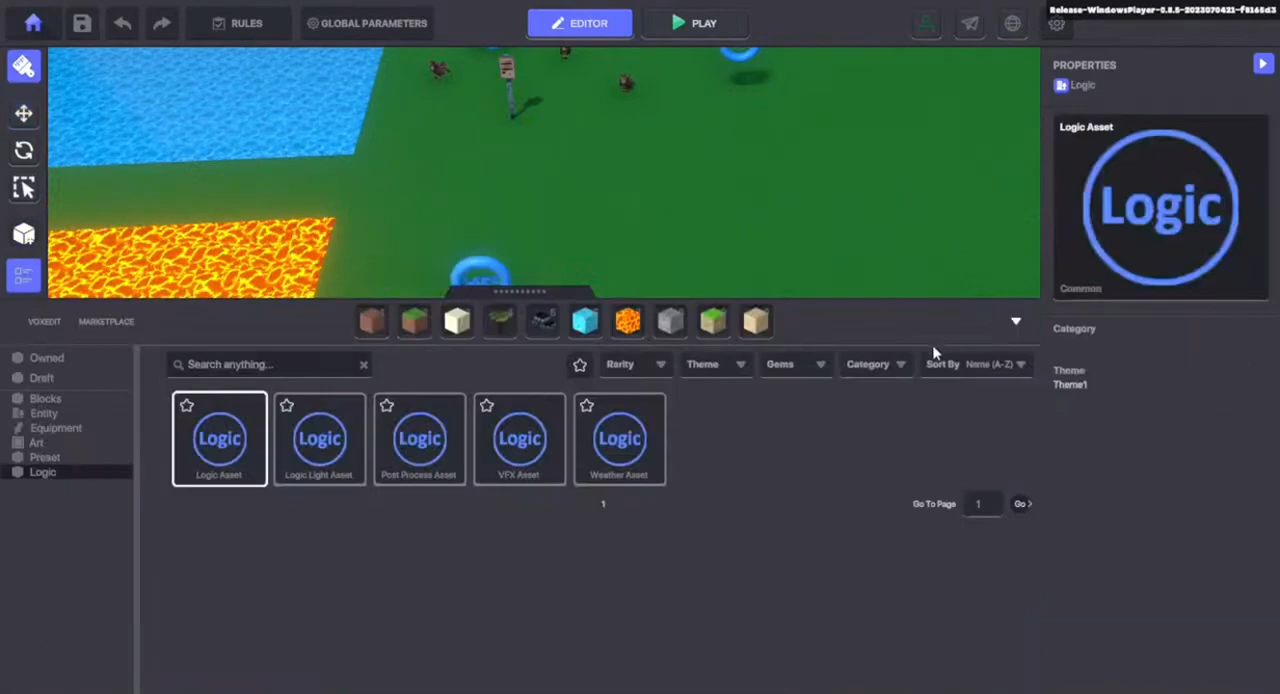 RULES
GLOBAL PARAMETERS
EDITOR
PLAY
Release-WindowsPlayer-0.8.5-2023070421-f8165d3
PROPERTIES
Logic
Logic Asset
Logic
Common
Category
Theme
Theme1
VOXEDIT
MARKETPLACE
Owned
Draft
Blocks
Entity
Equipment
Art
Preset
Logic
Search anything...
Rarity
Theme
Gems
Category
Sort By Name (A-Z)
Logic
Logic Asset
Logic
Logic Light Asset
Logic
Post Process Asset
Logic
VFX Asset
Logic
Weather Asset
1
Go To Page
1
Go >